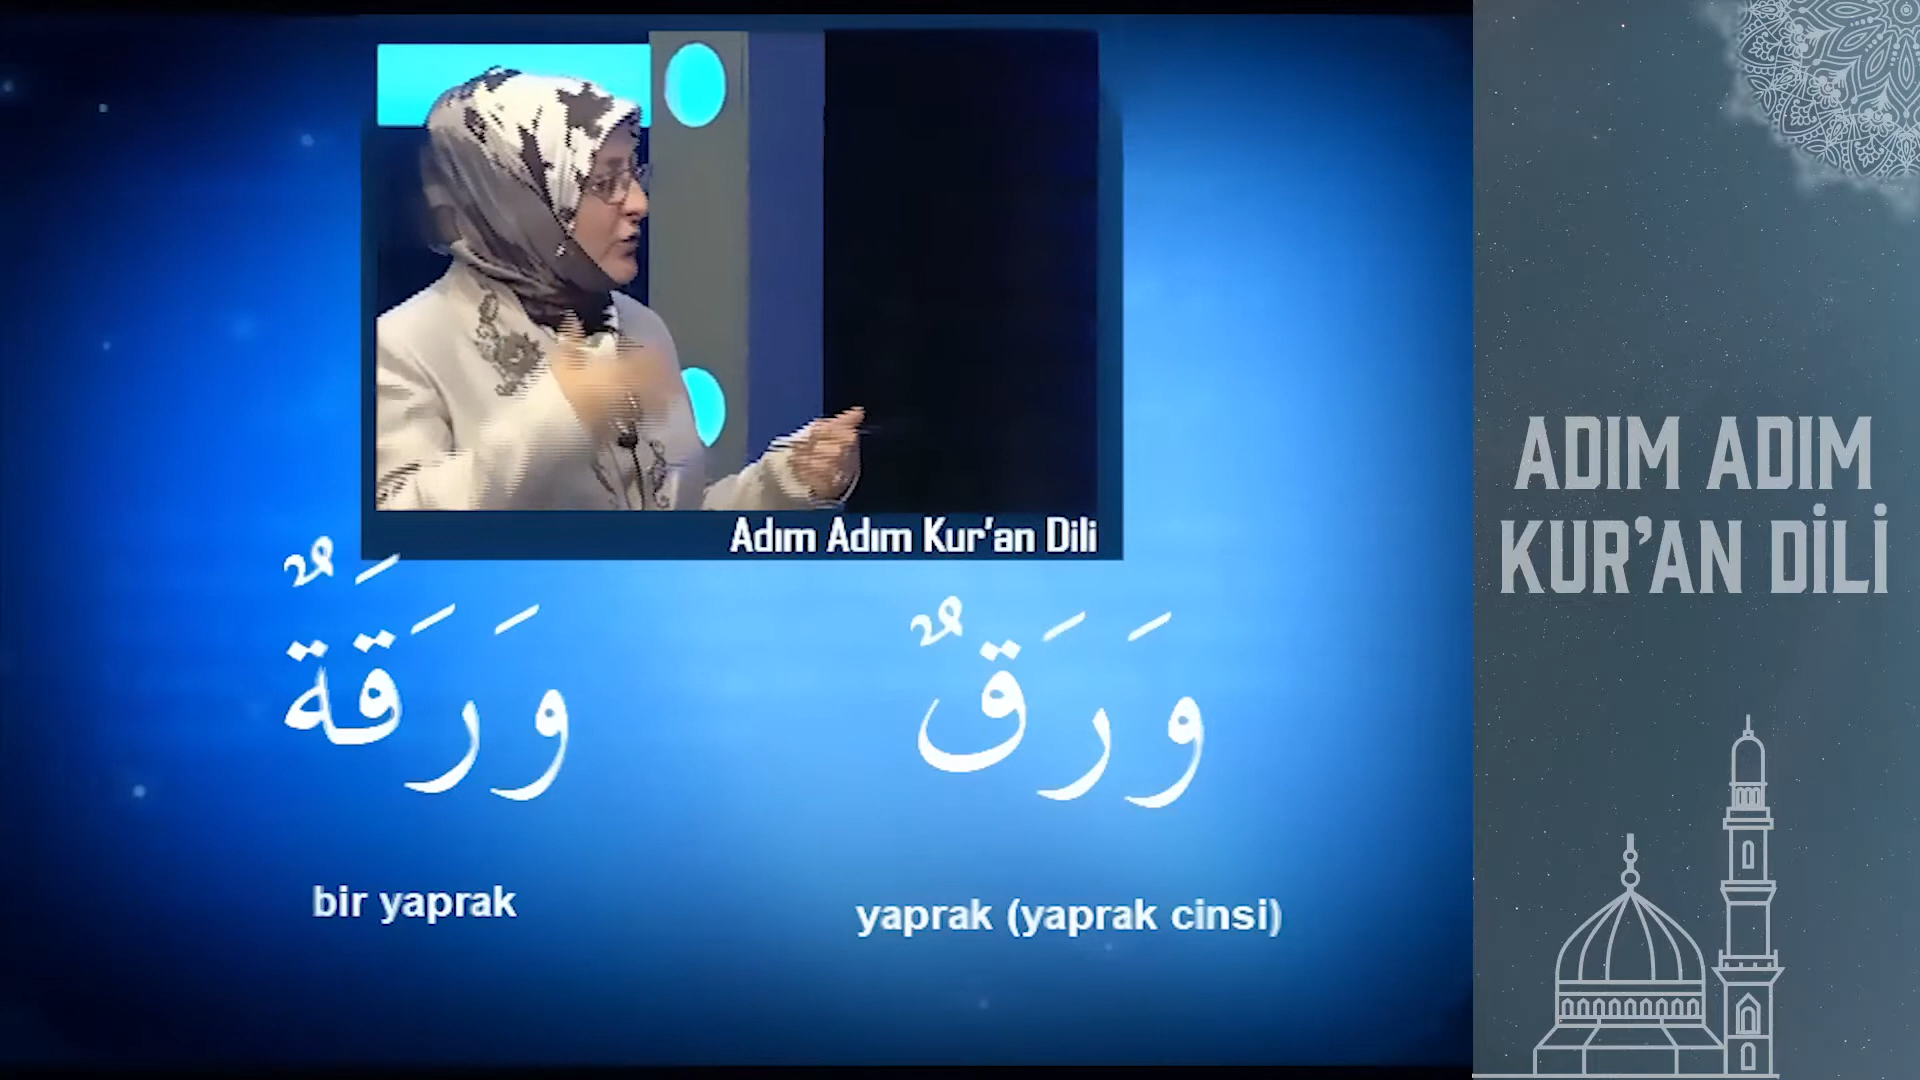 Adım Adım Kur'an Dili
وَرَقٌ
وَرَقَةٌ
yaprak (yaprak cinsi)
bir yaprak
ADIM ADIM
KUR'AN DİLİ